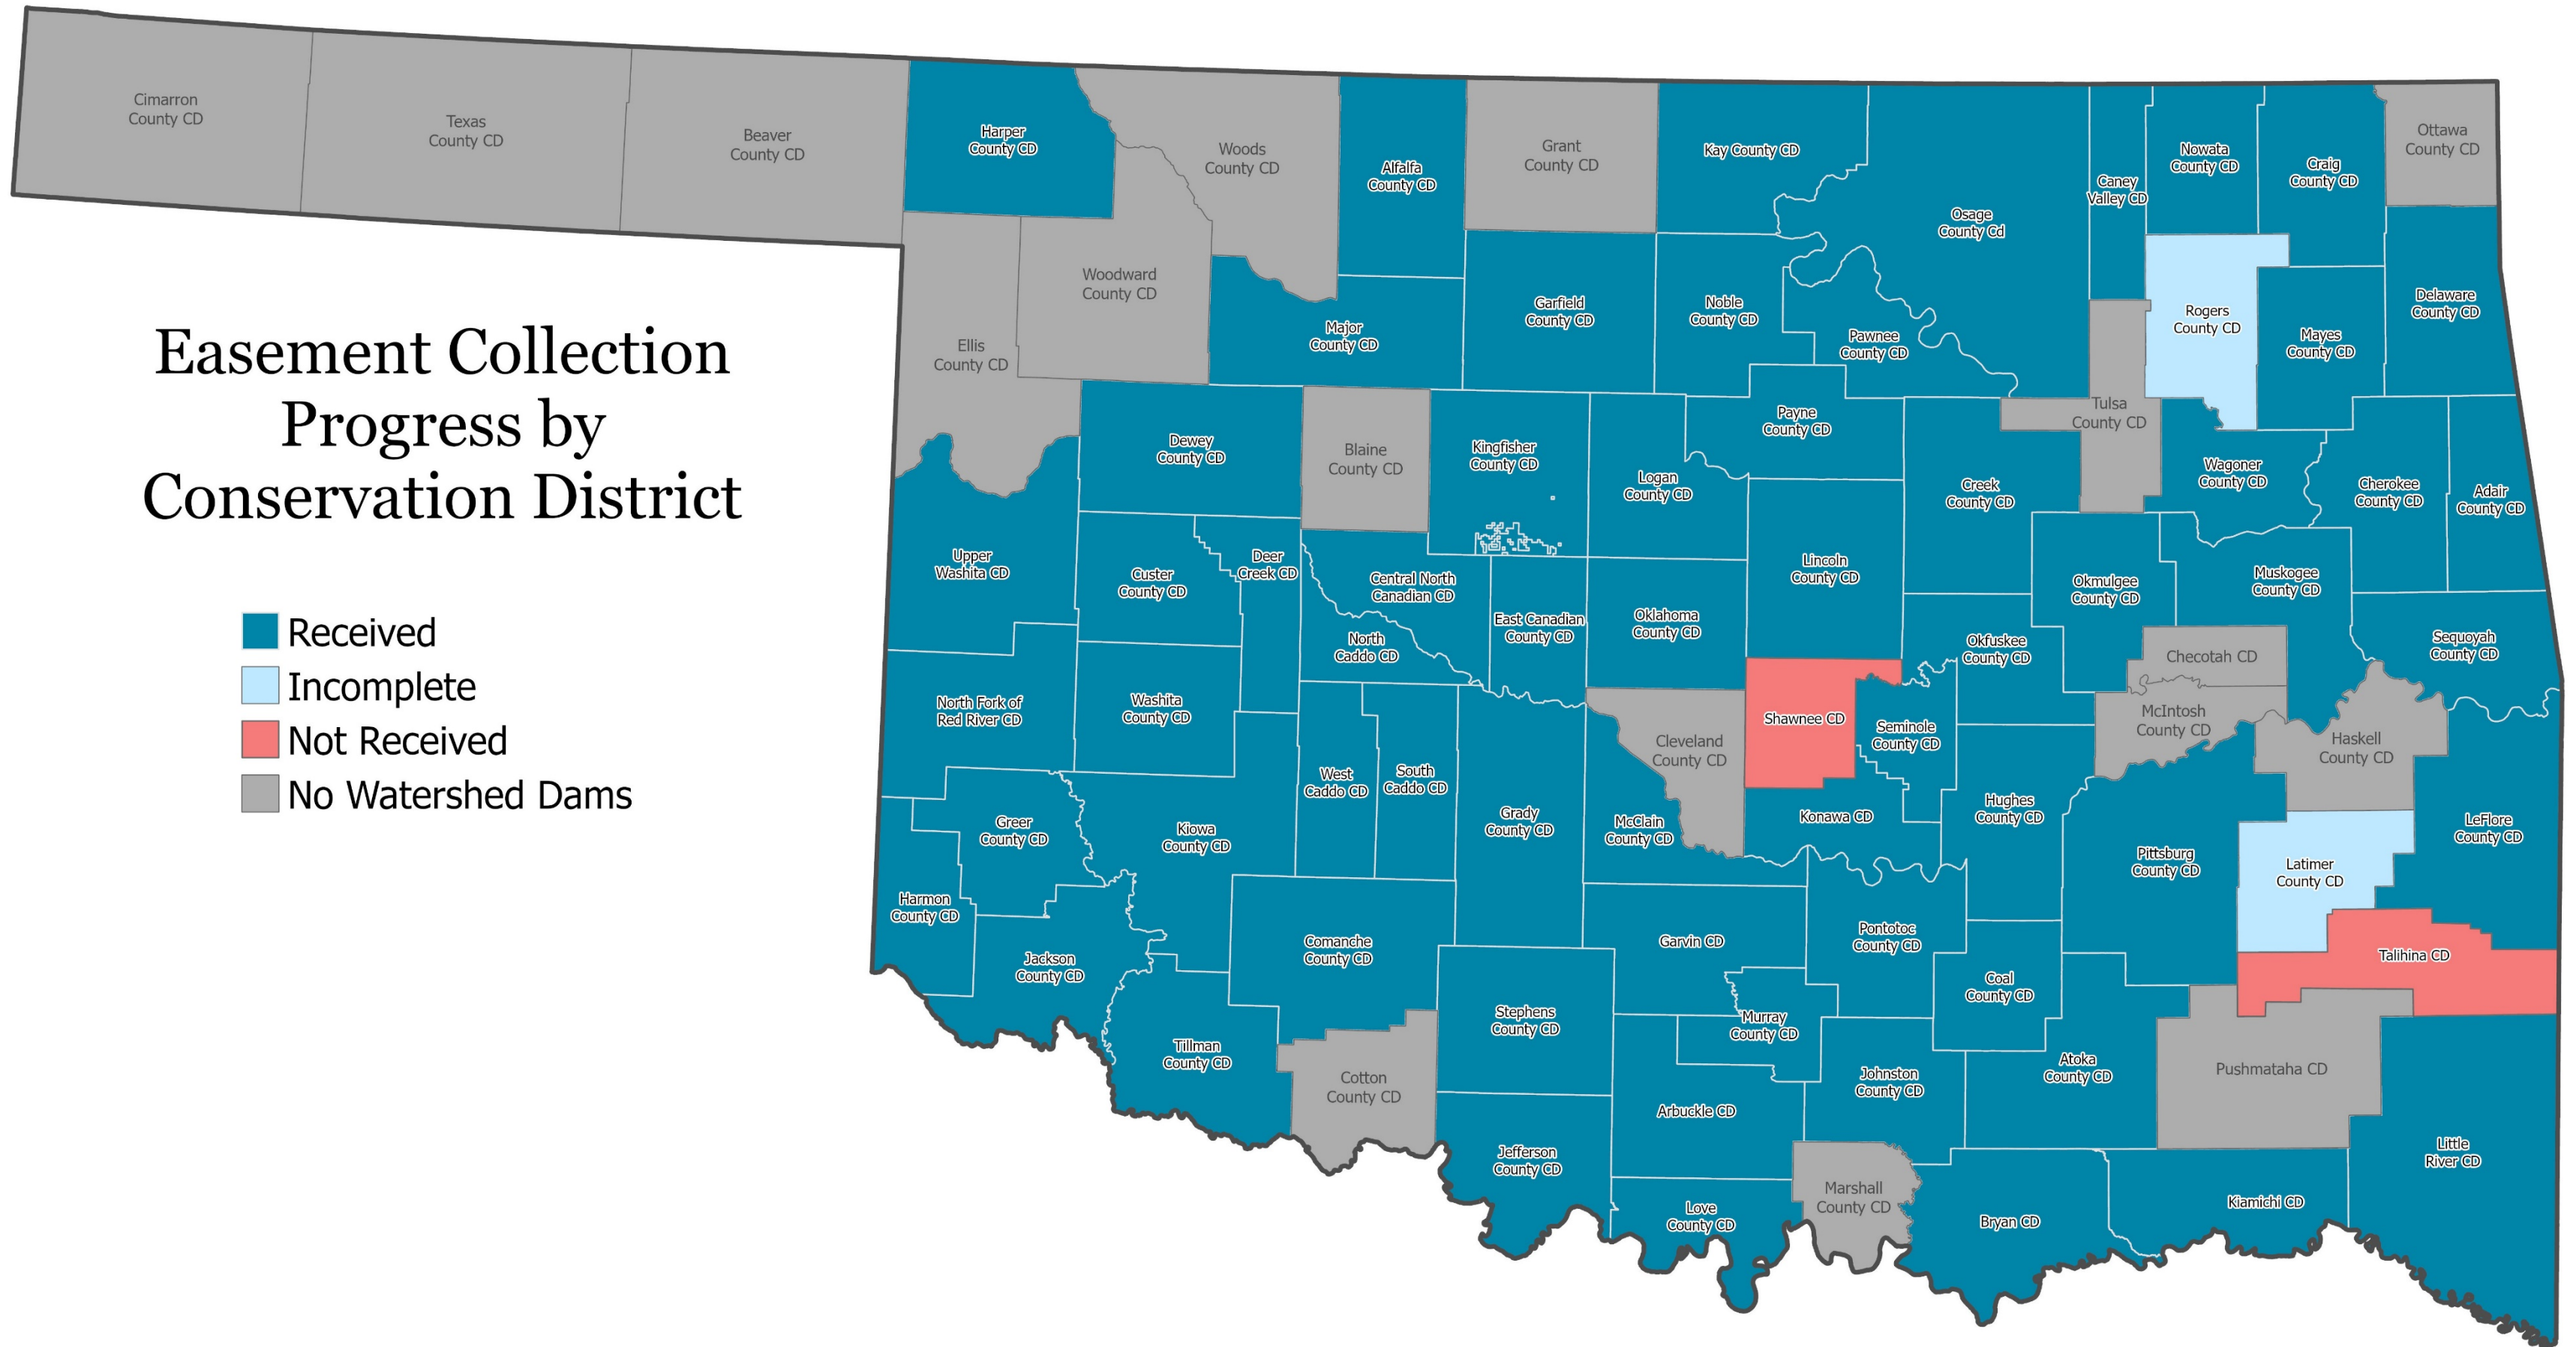 Easement Collection
Progress by
Conservation District
Received
Incomplete
Not Received
No Watershed Dams
Cimarron
County CD
Texas
County CD
Beaver
County CD
Harper
County CD
Woods
County CD
Alfalfa
County CD
Grant
County CD
Kay County CD
Osage
County Cd
Caney
Valley CD
Nowata
County CD
Craig
County CD
Ottawa
County CD
Ellis
County CD
Woodward
County CD
Major
County CD
Garfield
County CD
Noble
County CD
Pawnee
County CD
Rogers
County CD
Mayes
County CD
Delaware
County CD
Dewey
County CD
Blaine
County CD
Kingfisher
County CD
Logan
County CD
Payne
County CD
Creek
County CD
Tulsa
County CD
Wagoner
County CD
Cherokee
County CD
Adair
County CD
Upper
Washita CD
Custer
County CD
Deer
Creek CD
Central North
Canadian CD
North
Caddo CD
East Canadian
County CD
Oklahoma
County CD
Lincoln
County CD
Okfuskee
County CD
Okmulgee
County CD
Muskogee
County CD
Sequoyah
County CD
North Fork of
Red River CD
Washita
County CD
West
Caddo CD
South
Caddo CD
Grady
County CD
Cleveland
County CD
Shawnee CD
Seminole
County CD
Checotah CD
McIntosh
County CD
Haskell
County CD
Greer
County CD
Kiowa
County CD
McClain
County CD
Konawa CD
Hughes
County CD
Pittsburg
County CD
Latimer
County CD
LeFlore
County CD
Harmon
County CD
Jackson
County CD
Comanche
County CD
Garvin CD
Pontotoc
County CD
Coal
County CD
Talihina CD
Tillman
County CD
Stephens
County CD
Murray
County CD
Johnston
County CD
Atoka
County CD
Pushmataha CD
Cotton
County CD
Arbuckle CD
Jefferson
County CD
Love
County CD
Marshall
County CD
Bryan CD
Kiamichi CD
Little
River CD